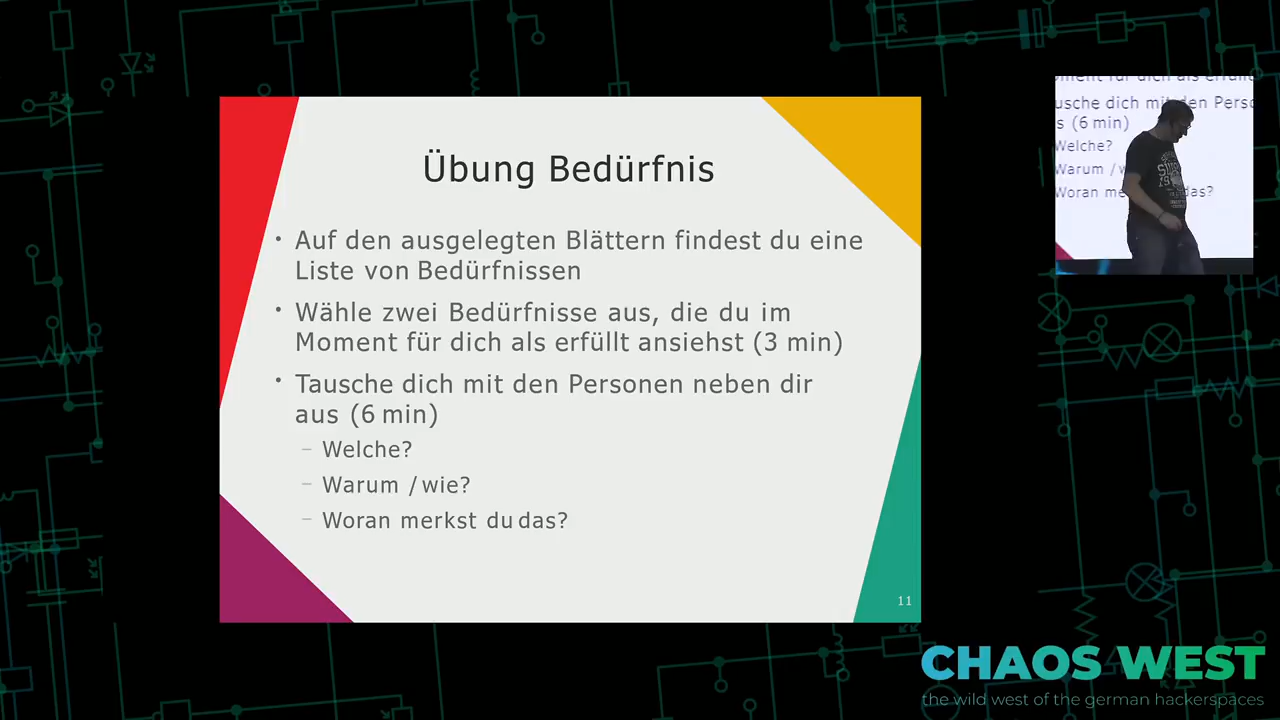 Übung Bedürfnis
• Auf den ausgelegten Blättern findest du eine
Liste von Bedürfnissen
• Wähle zwei Bedürfnisse aus, die du im
Moment für dich als erfüllt ansiehst (3 min)
• Tausche dich mit den Personen neben dir
aus (6 min)
– Welche?
– Warum / wie?
– Woran merkst du das?
11
usche dich mit den Perso
s (6 min)
Welche?
Warum / w
Woran me das?
CHAOS WEST
the wild west of the german hackerspaces